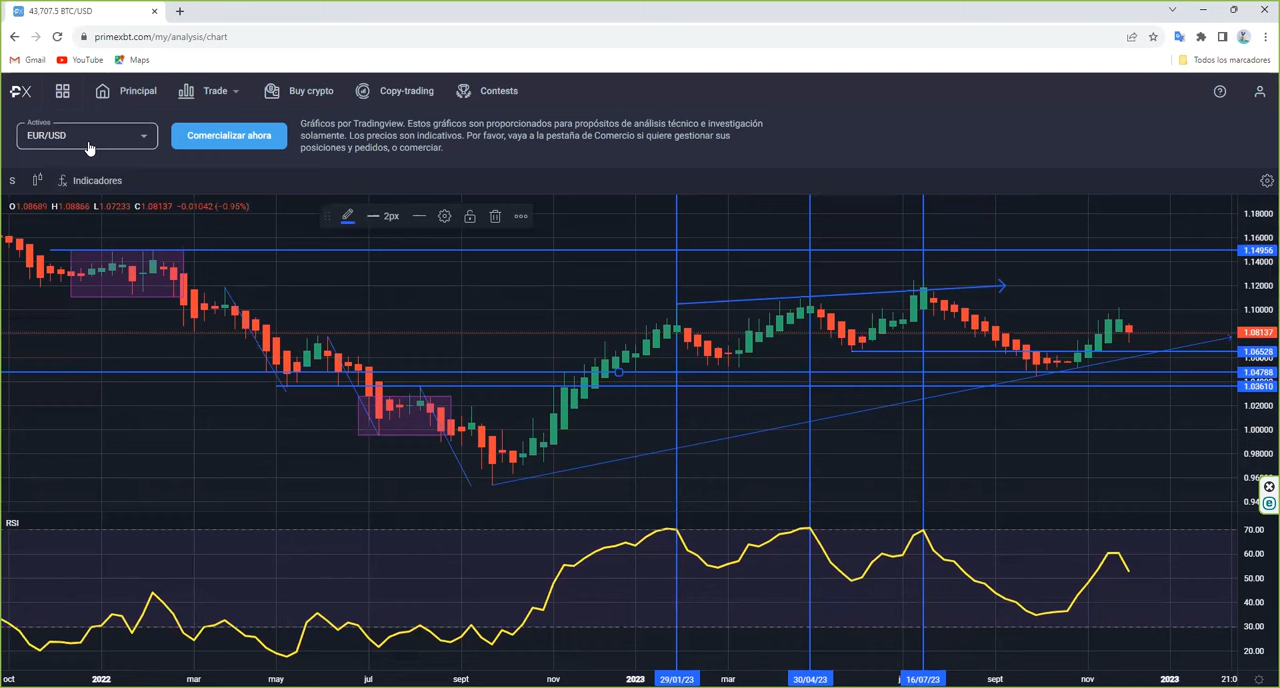 43,707.5 BTC/USD
primexbt.com/my/analysis/chart
Gmail YouTube Maps Todos los marcadores
PX Principal Trade Buy crypto Copy-trading Contests
Activos
EUR/USD
Comercializar ahora
Gráficos por Tradingview. Estos gráficos son proporcionados para propósitos de análisis técnico e investigación
solamente. Los precios son indicativos. Por favor, vaya a la pestaña de Comercio si quiere gestionar sus
posiciones y pedidos, o comerciar.
S Indicadores
O1.08689 H1.08866 L1.07233 C1.08137 −0.01042 (−0.95%)
2px
1.18000
1.16000
1.14956
1.14000
1.12000
1.10000
1.08137
1.06528
1.06000
1.04788
1.03610
1.02000
1.00000
0.98000
RSI
70.00
60.00
50.00
40.00
30.00
20.00
oct 2022 mar may jul sept nov 2023 29/01/23 mar 30/04/23 16/07/23 sept nov 2023 21:0